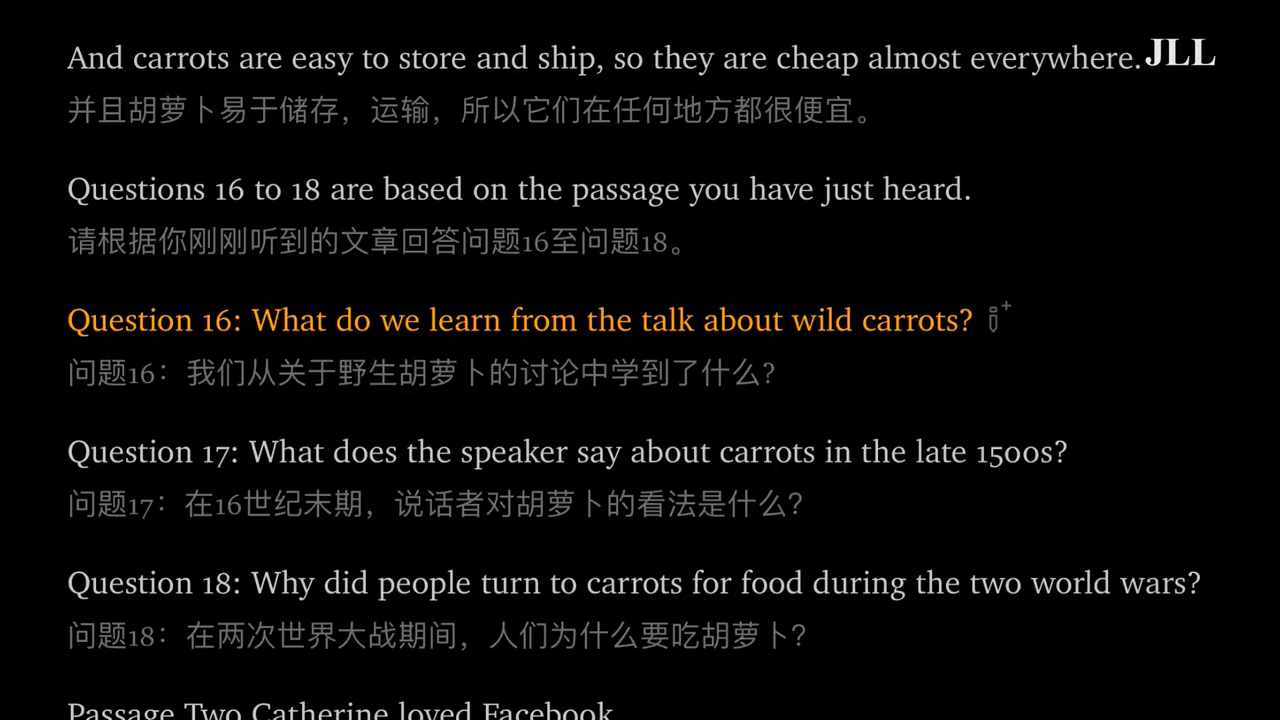 And carrots are easy to store and ship, so they are cheap almost everywhere.
JLL
并且胡萝卜易于储存，运输，所以它们在任何地方都很便宜。
Questions 16 to 18 are based on the passage you have just heard.
请根据你刚刚听到的文章回答问题16至问题18。
Question 16: What do we learn from the talk about wild carrots?
问题16：我们从关于野生胡萝卜的讨论中学到了什么?
Question 17: What does the speaker say about carrots in the late 1500s?
问题17：在16世纪末期，说话者对胡萝卜的看法是什么?
Question 18: Why did people turn to carrots for food during the two world wars?
问题18：在两次世界大战期间，人们为什么要吃胡萝卜?
Passage Two Catherine loved Facebook